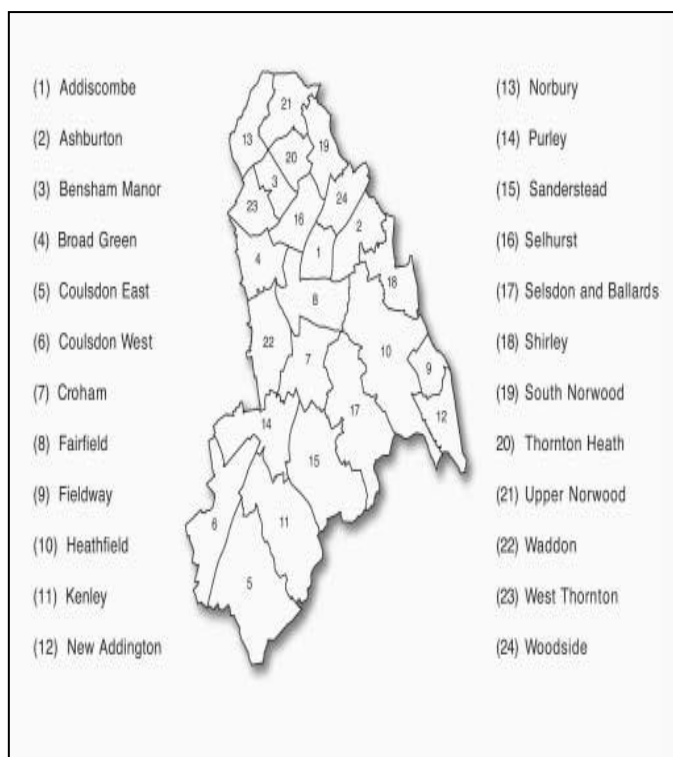 (1) Addiscombe
(2) Ashburton
(3) Bensham Manor
(4) Broad Green
(5) Coulsdon East
(6) Coulsdon West
(7) Croham
(8) Fairfield
(9) Fieldway
(10) Heathfield
(11) Kenley
(12) New Addington
21
13
19
20
3
24
23
16
2
1
4
18
8
22
7
10
9
17
12
14
15
6
11
5
(13) Norbury
(14) Purley
(15) Sanderstead
(16) Selhurst
(17) Selsdon and Ballards
(18) Shirley
(19) South Norwood
20) Thornton Heath
(21) Upper Norwood
(22) Waddon
(23) West Thornton
(24) Woodside